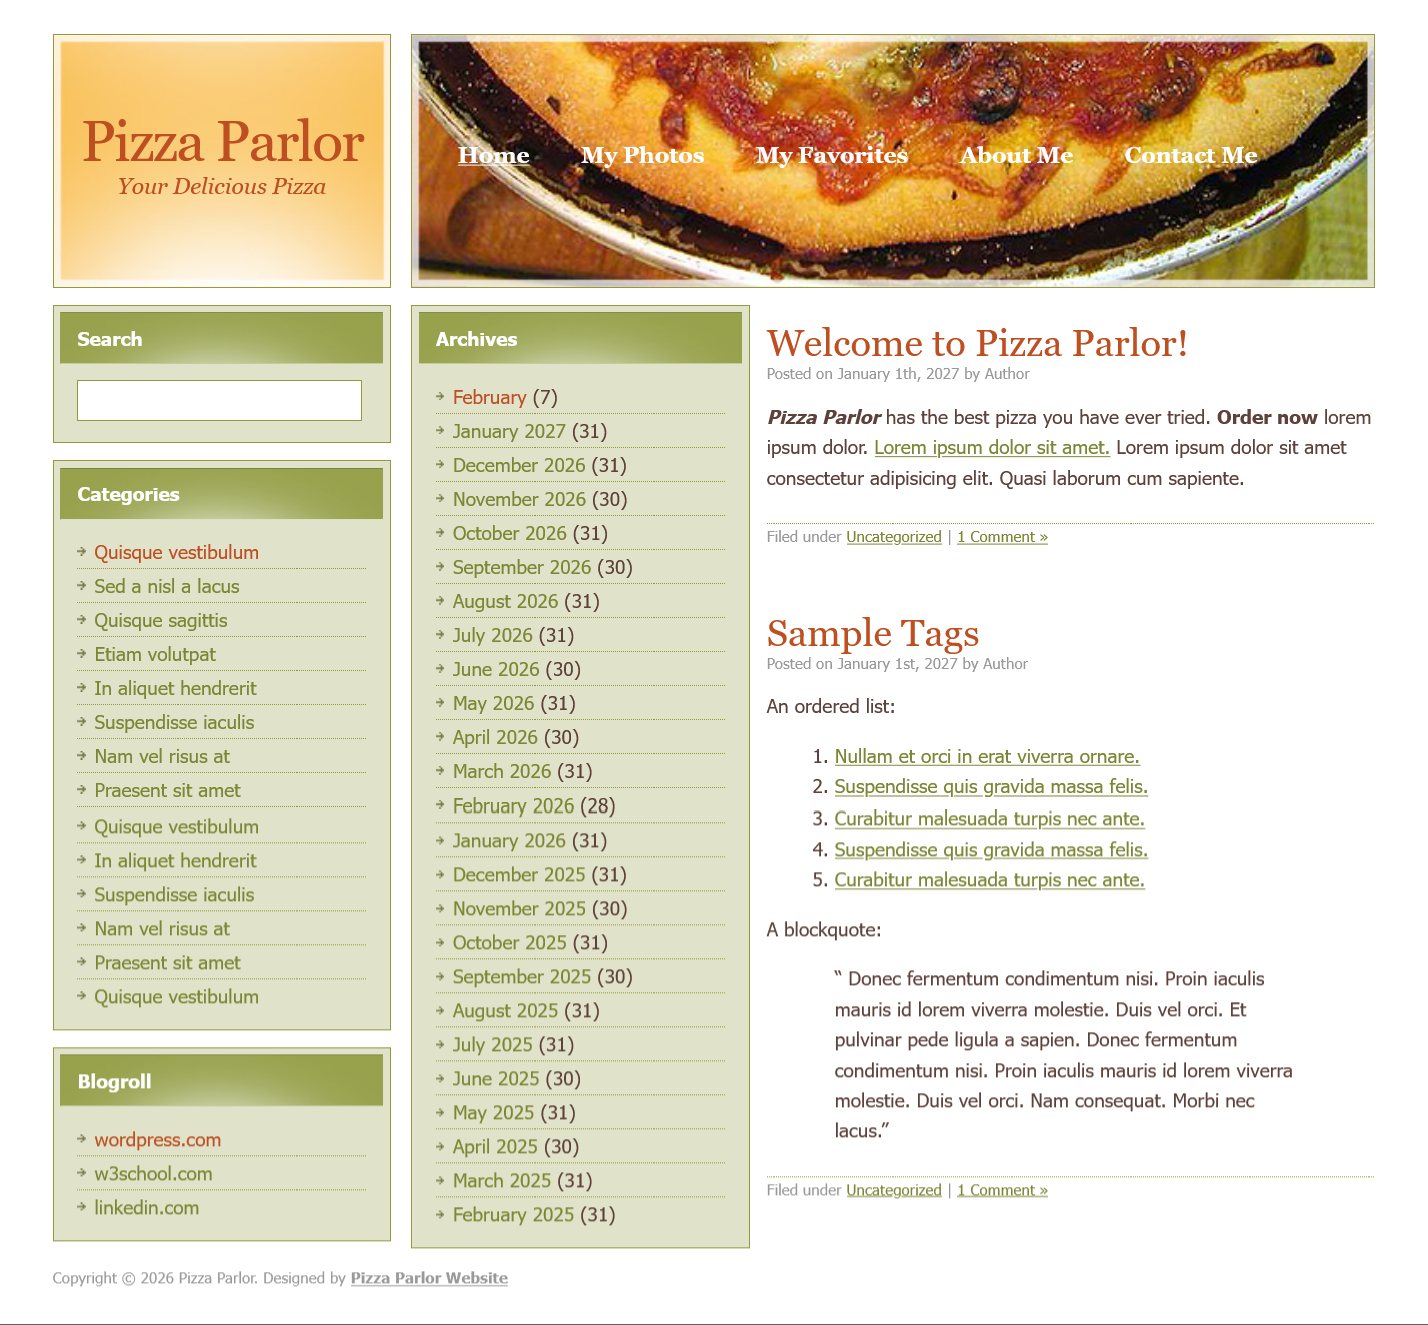 Pizza Parlor
Your Delicious Pizza
Home My Photos My Favorites About Me Contact Me
Search
Categories
Quisque vestibulum
Sed a nisl a lacus
Quisque sagittis
Etiam volutpat
In aliquet hendrerit
Suspendisse iaculis
Nam vel risus at
Praesent sit amet
Quisque vestibulum
In aliquet hendrerit
Suspendisse iaculis
Nam vel risus at
Praesent sit amet
Quisque vestibulum
Blogroll
wordpress.com
w3school.com
linkedin.com
Archives
February (7)
January 2027 (31)
December 2026 (31)
November 2026 (30)
October 2026 (31)
September 2026 (30)
August 2026 (31)
July 2026 (31)
June 2026 (30)
May 2026 (31)
April 2026 (30)
March 2026 (31)
February 2026 (28)
January 2026 (31)
December 2025 (31)
November 2025 (30)
October 2025 (31)
September 2025 (30)
August 2025 (31)
July 2025 (31)
June 2025 (30)
May 2025 (31)
April 2025 (30)
March 2025 (31)
February 2025 (31)
Welcome to Pizza Parlor!
Posted on January 1th, 2027 by Author
Pizza Parlor has the best pizza you have ever tried. Order now lorem
ipsum dolor. Lorem ipsum dolor sit amet. Lorem ipsum dolor sit amet
consectetur adipisicing elit. Quasi laborum cum sapiente.
Filed under Uncategorized | 1 Comment »
Sample Tags
Posted on January 1st, 2027 by Author
An ordered list:
1. Nullam et orci in erat viverra ornare.
2. Suspendisse quis gravida massa felis.
3. Curabitur malesuada turpis nec ante.
4. Suspendisse quis gravida massa felis.
5. Curabitur malesuada turpis nec ante.
A blockquote:
“ Donec fermentum condimentum nisi. Proin iaculis
mauris id lorem viverra molestie. Duis vel orci. Et
pulvinar pede ligula a sapien. Donec fermentum
condimentum nisi. Proin iaculis mauris id lorem viverra
molestie. Duis vel orci. Nam consequat. Morbi nec
lacus.”
Filed under Uncategorized | 1 Comment »
Copyright © 2026 Pizza Parlor. Designed by Pizza Parlor Website